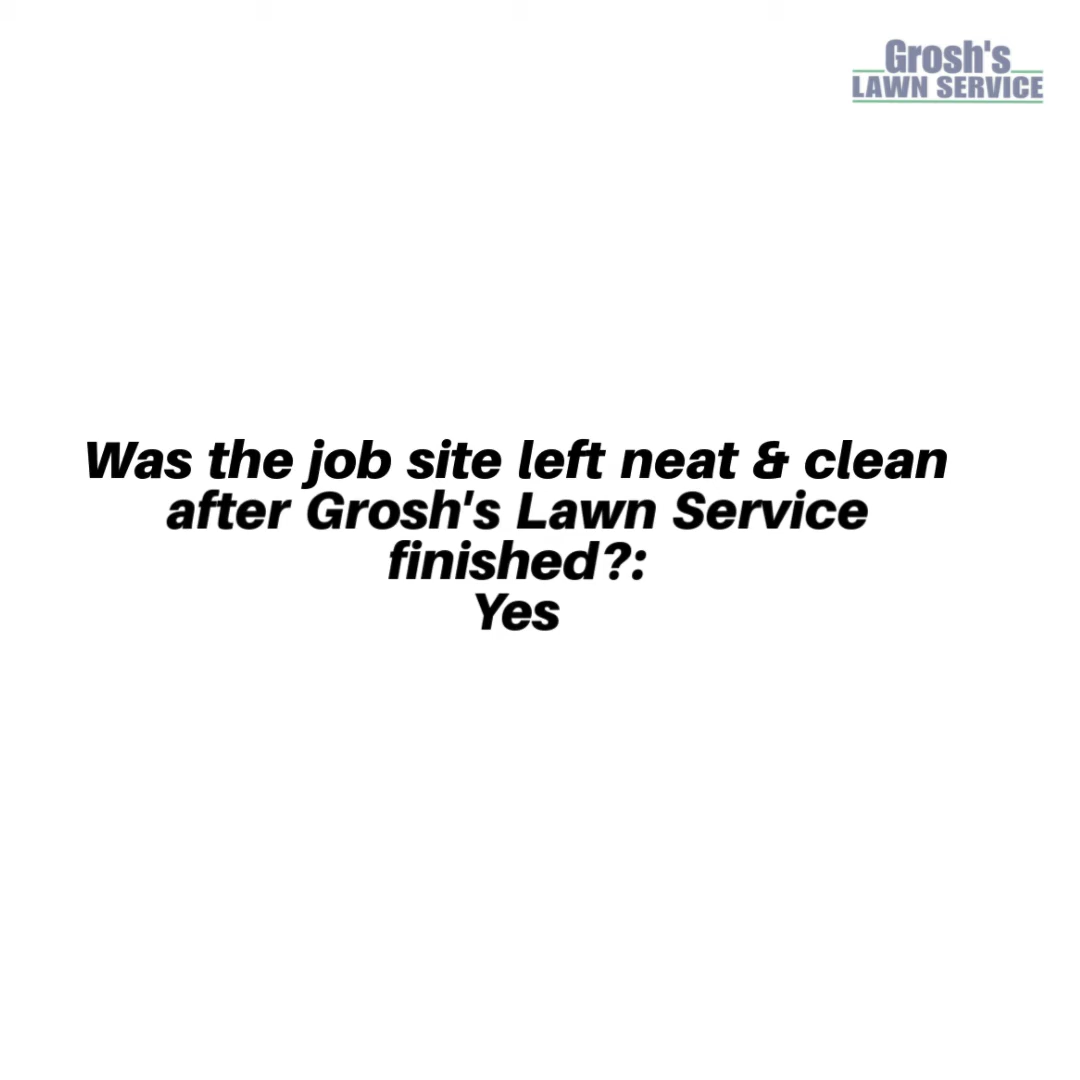 Grosh's
LAWN SERVICE
Was the job site left neat & clean
after Grosh's Lawn Service
finished?:
Yes